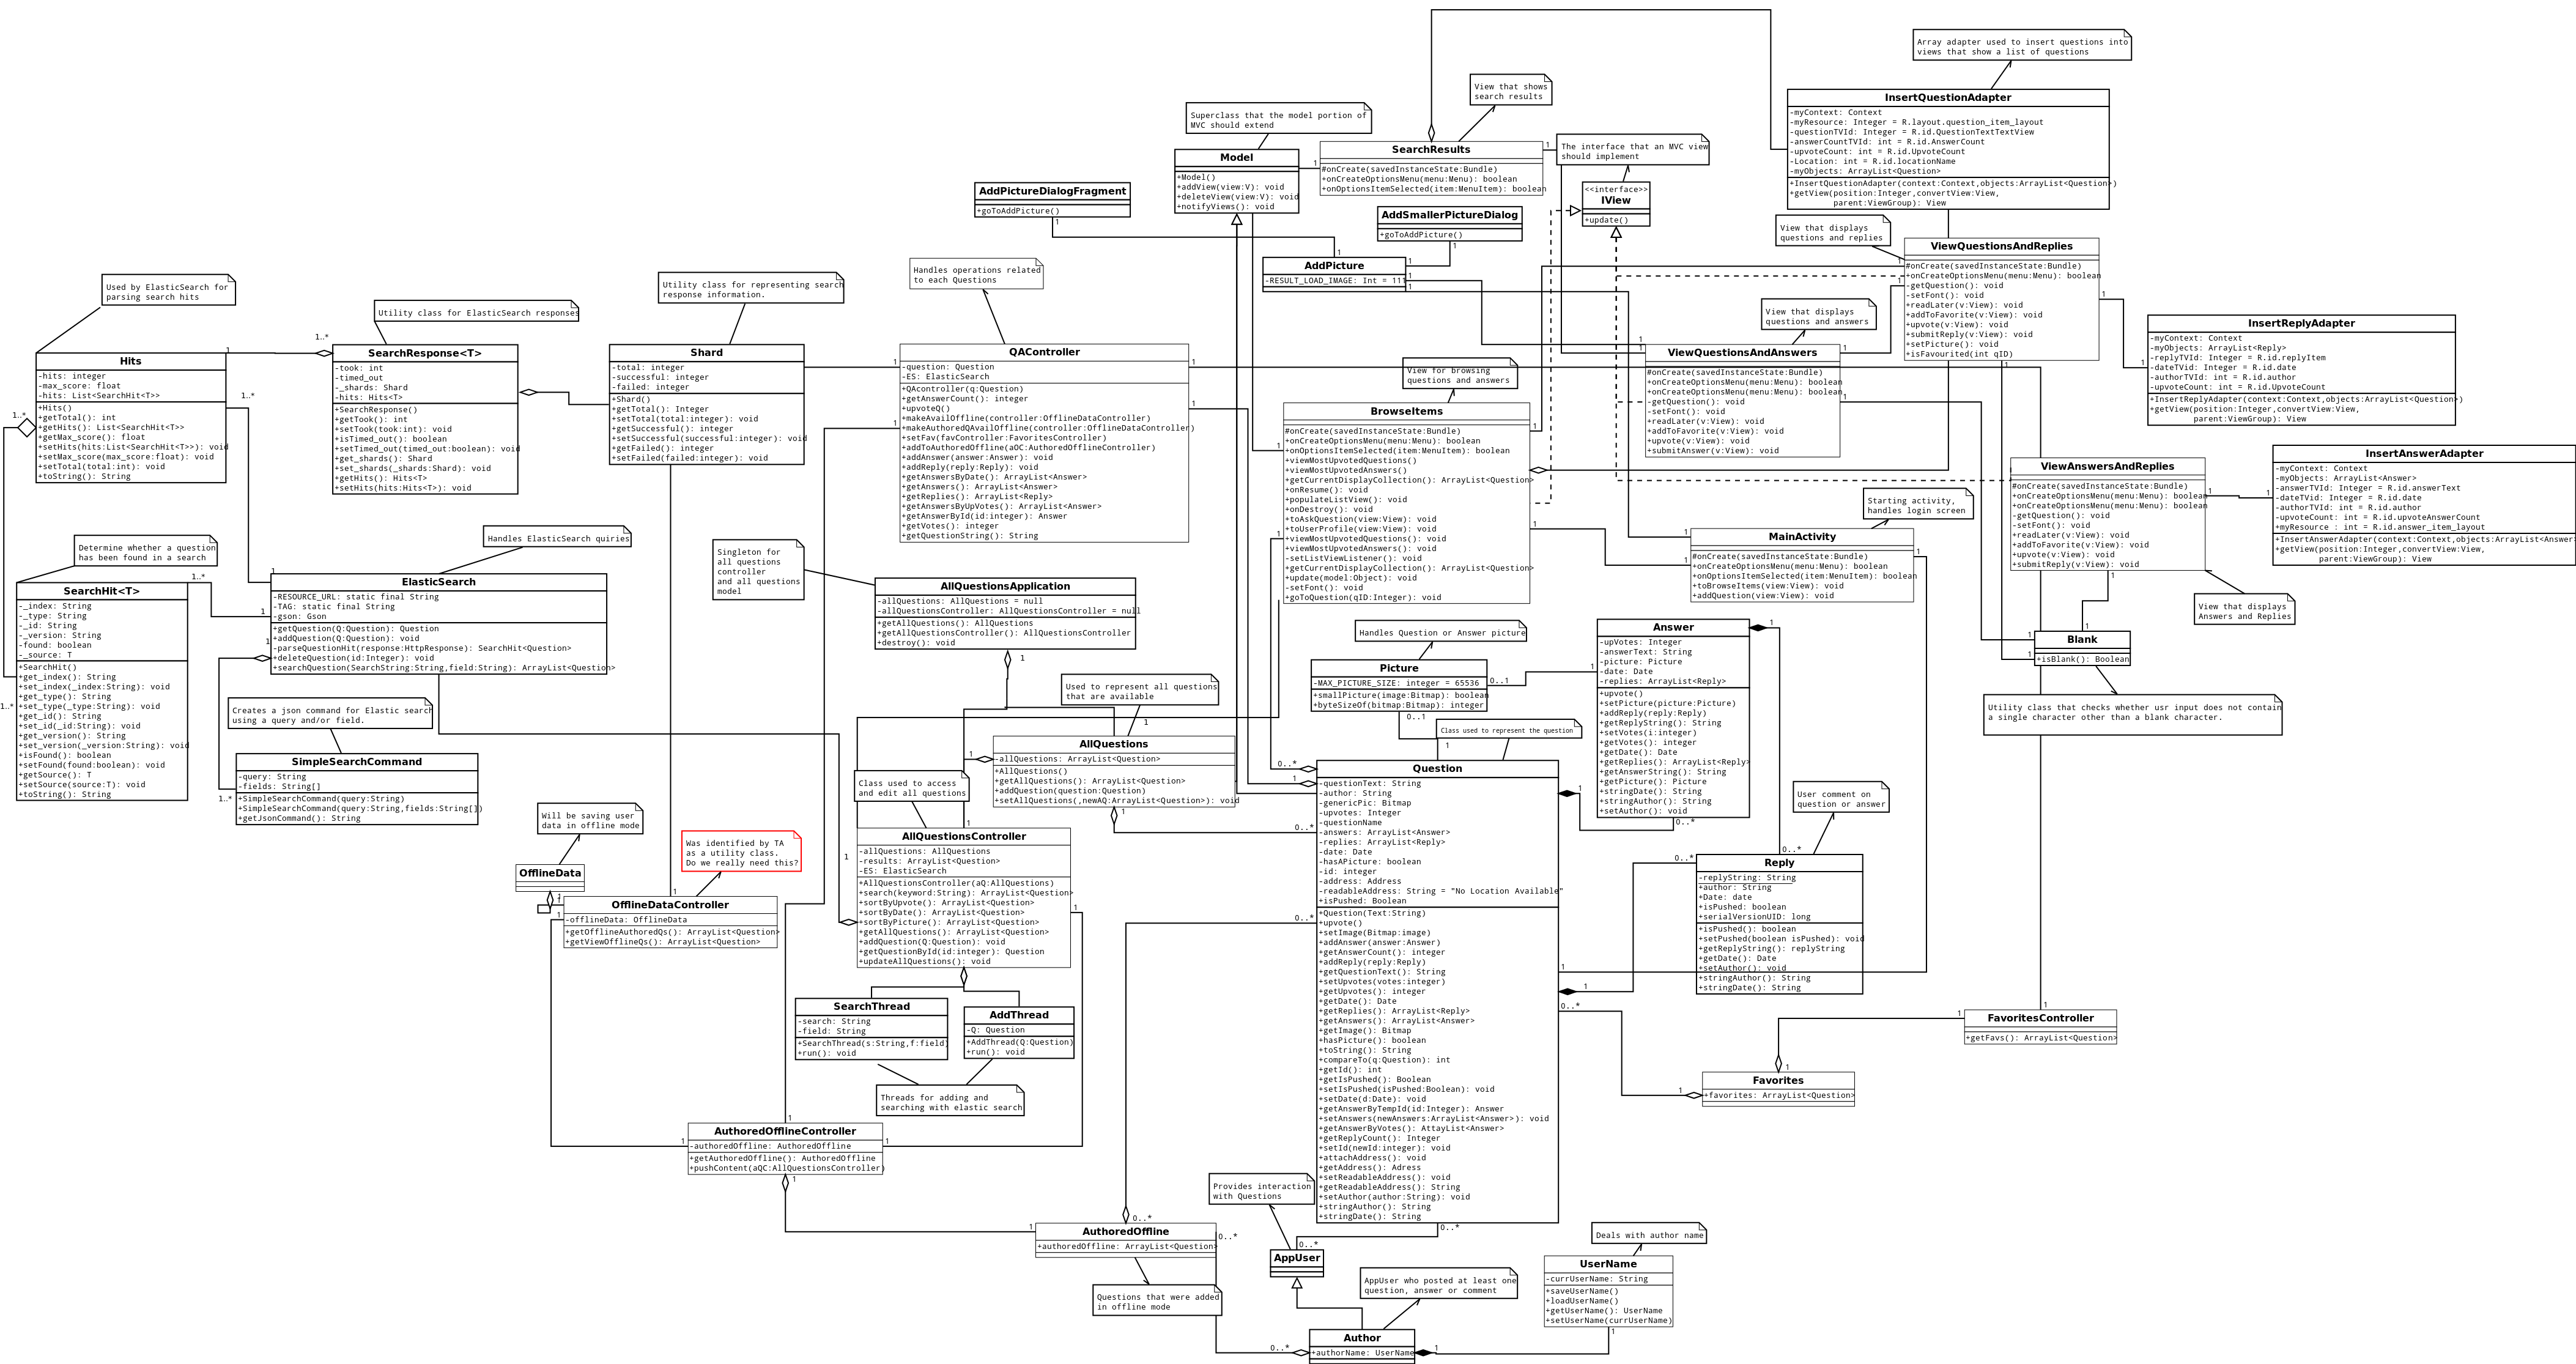 Array adapter used to insert questions into
views that show a list of questions
InsertQuestionAdapter
-myContext: Context
-myResource: Integer = R.layout.question_item_layout
-questionTVId: Integer = R.id.QuestionTextTextView
-answerCountTVId: int = R.id.AnswerCount
-upvoteCount: int = R.id.UpvoteCount
-Location: int = R.id.locationName
-myObjects: ArrayList<Question>
+InsertQuestionAdapter(context:Context,objects:ArrayList<Question>)
+getView(position:Integer,convertView:View,
parent:ViewGroup): View
View that shows
search results
Superclass that the model portion of
MVC should extend
Model
+Model()
+addView(view:V): void
+deleteView(view:V): void
+notifyViews(): void
SearchResults
#onCreate(savedInstanceState:Bundle)
+onCreateOptionsMenu(menu:Menu): boolean
+onOptionsItemSelected(item:MenuItem): boolean
The interface that an MVC view
should implement
<<interface>>
IView
+update()
AddPictureDialogFragment
+goToAddPicture()
AddSmallerPictureDialog
+goToAddPicture()
AddPicture
-RESULT_LOAD_IMAGE: Int = 111
View that displays
questions and replies
ViewQuestionsAndReplies
#onCreate(savedInstanceState:Bundle)
+onCreateOptionsMenu(menu:Menu): boolean
-getQuestion(): void
-setFont(): void
+readLater(v:View): void
+addToFavorite(v:View): void
+upvote(v:View): void
+submitReply(v:View): void
+setPicture(): void
+isFavourited(int qID)
InsertReplyAdapter
-myContext: Context
-myObjects: ArrayList<Reply>
-replyTVId: Integer = R.id.replyItem
-dateTVid: Integer = R.id.date
-authorTVId: int = R.id.author
-upvoteCount: int = R.id.UpvoteCount
+InsertReplyAdapter(context:Context,objects:ArrayList<Question>)
+getView(position:Integer,convertView:View,
parent:ViewGroup): View
Used by ElasticSearch for
parsing search hits
Hits
-hits: integer
-max_score: float
-hits: List<SearchHit<T>>
+Hits()
+getTotal(): int
+getHits(): List<SearchHit<T>>
+getMax_score(): float
+setHits(hits:List<SearchHit<T>>): void
+setMax_score(max_score:float): void
+setTotal(total:int): void
+toString(): String
Utility class for ElasticSearch responses
SearchResponse<T>
-took: int
-timed_out
-_shards: Shard
-hits: Hits<T>
+SearchResponse()
+getTook(): int
+setTook(took:int): void
+isTimed_out(): boolean
+setTimed_out(timed_out:boolean): void
+get_shards(): Shard
+set_shards(_shards:Shard): void
+getHits(): Hits<T>
+setHits(hits:Hits<T>): void
Utility class for representing search
response information.
Shard
-total: integer
-successful: integer
-failed: integer
+Shard()
+getTotal(): Integer
+setTotal(total:integer): void
+getSuccessful(): integer
+setSuccessful(successful:integer): void
+getFailed(): integer
+setFailed(failed:integer): void
Handles operations related
to each Questions
QAController
-question: Question
-ES: ElasticSearch
+QAcontroller(q:Question)
+getAnswerCount(): integer
+upvoteQ()
+makeAvailOffline(controller:OfflineDataController)
+makeAuthoredQAvailOffline(controller:OfflineDataController)
+setFav(favController:FavoritesController)
+addToAuthoredOffline(aOC:AuthoredOfflineController)
+addAnswer(answer:Answer): void
+addReply(reply:Reply): void
+getAnswersByDate(): ArrayList<Answer>
+getAnswers(): ArrayList<Answer>
+getReplies(): ArrayList<Reply>
+getAnswersByUpVotes(): ArrayList<Answer>
+getAnswerById(id:integer): Answer
+getVotes(): integer
+getQuestionString(): String
View that displays
questions and answers
ViewQuestionsAndAnswers
#onCreate(savedInstanceState:Bundle)
+onCreateOptionsMenu(menu:Menu): boolean
+onCreateOptionsMenu(menu:Menu): boolean
-getQuestion(): void
-setFont(): void
+readLater(v:View): void
+addToFavorite(v:View): void
+upvote(v:View): void
+submitAnswer(v:View): void
View for browsing
questions and answers
BrowseItems
#onCreate(savedInstanceState:Bundle)
+onCreateOptionsMenu(menu:Menu): boolean
+onOptionsItemSelected(item:MenuItem): boolean
+viewMostUpvotedQuestions()
+viewMostUpvotedAnswers()
+getCurrentDisplayCollection(): ArrayList<Question>
+onResume(): void
+populateListView(): void
+onDestroy(): void
+toAskQuestion(view:View): void
+toUserProfile(view:View): void
+viewMostUpvotedQuestions(): void
+viewMostUpvotedAnswers(): void
-setListViewListener(): void
+getCurrentDisplayCollection(): ArrayList<Question>
+update(model:Object): void
-setFont(): void
+goToQuestion(qID:Integer): void
Starting activity,
handles login screen
MainActivity
#onCreate(savedInstanceState:Bundle)
+onCreateOptionsMenu(menu:Menu): boolean
+onOptionsItemSelected(item:MenuItem): boolean
+toBrowseItems(view:View): void
+addQuestion(view:View): void
ViewAnswersAndReplies
#onCreate(savedInstanceState:Bundle)
+onCreateOptionsMenu(menu:Menu): boolean
+onCreateOptionsMenu(menu:Menu): boolean
-getQuestion(): void
-setFont(): void
+readLater(v:View): void
+addToFavorite(v:View): void
+upvote(v:View): void
+submitReply(v:View): void
InsertAnswerAdapter
-myContext: Context
-myObjects: ArrayList<Answer>
-answerTVId: Integer = R.id.answerText
-dateTVid: Integer = R.id.date
-authorTVId: int = R.id.author
-upvoteCount: int = R.id.upvoteAnswerCount
+myResource : int = R.id.answer_item_layout
+InsertAnswerAdapter(context:Context,objects:ArrayList<Answer>
+getView(position:Integer,convertView:View,
parent:ViewGroup): View
View that displays
Answers and Replies
Blank
+isBlank(): Boolean
Utility class that checks whether usr input does not contain
a single character other than a blank character.
Determine whether a question
has been found in a search
SearchHit<T>
-_index: String
-_type: String
-_id: String
-_version: String
-found: boolean
-_source: T
+SearchHit()
+get_index(): String
+set_index(_index:String): void
+get_type(): String
+set_type(_type:String): void
+get_id(): String
+set_id(_id:String): void
+get_version(): String
+set_version(_version:String): void
+isFound(): boolean
+setFound(found:boolean): void
+getSource(): T
+setSource(source:T): void
+toString(): String
Handles ElasticSearch quiries
ElasticSearch
-RESOURCE_URL: static final String
-TAG: static final String
-gson: Gson
+getQuestion(Q:Question): Question
+addQuestion(Q:Question): void
-parseQuestionHit(response:HttpResponse): SearchHit<Question>
+deleteQuestion(id:Integer): void
+searchQuestion(SearchString:String,field:String): ArrayList<Question>
Creates a json command for Elastic search
using a query and/or field.
SimpleSearchCommand
-query: String
-fields: String[]
+SimpleSearchCommand(query:String)
+SimpleSearchCommand(query:String,fields:String[])
+getJsonCommand(): String
Singleton for
all questions
controller
and all questions
model
AllQuestionsApplication
-allQuestions: AllQuestions = null
-allQuestionsController: AllQuestionsController = null
+getAllQuestions(): AllQuestions
+getAllQuestionsController(): AllQuestionsController
+destroy(): void
Used to represent all questions
that are available
AllQuestions
-allQuestions: ArrayList<Question>
+AllQuestions()
+getAllQuestions(): ArrayList<Question>
+addQuestion(question:Question)
+setAllQuestions(,newAQ:ArrayList<Question>): void
Class used to access
and edit all questions
AllQuestionsController
-allQuestions: AllQuestions
-results: ArrayList<Question>
-ES: ElasticSearch
+AllQuestionsController(aQ:AllQuestions)
+search(keyword:String): ArrayList<Question>
+sortByUpvote(): ArrayList<Question>
+sortByDate(): ArrayList<Question>
+sortByPicture(): ArrayList<Question>
+getAllQuestions(): ArrayList<Question>
+addQuestion(Q:Question): void
+getQuestionById(id:integer): Question
+updateAllQuestions(): void
Handles Question or Answer picture
Picture
-MAX_PICTURE_SIZE: integer = 65536
+smallPicture(image:Bitmap): boolean
+byteSizeOf(bitmap:Bitmap): integer
Answer
-upVotes: Integer
-answerText: String
-picture: Picture
-date: Date
-replies: ArrayList<Reply>
+upvote()
+setPicture(picture:Picture)
+addReply(reply:Reply)
+getReplyString(): String
+setVotes(i:integer)
+getVotes(): integer
+getDate(): Date
+getReplies(): ArrayList(Reply>
+getAnswerString(): String
+getPicture(): Picture
+stringDate(): String
+stringAuthor(): String
+setAuthor(): void
Class used to represent the question
Question
-questionText: String
-author: String
-genericPic: Bitmap
-upvotes: Integer
-questionName
-answers: ArrayList<Answer>
-replies: ArrayList<Reply>
-date: Date
-hasAPicture: boolean
-id: integer
-address: Address
-readableAddress: String = "No Location Available"
-isPushed: Boolean
+Question(Text:String)
+upvote()
+setImage(Bitmap:image)
+addAnswer(answer:Answer)
+getAnswerCount(): integer
+addReply(reply:Reply)
+getQuestionText(): String
+setUpvotes(votes:integer)
+getUpvotes(): integer
+getDate(): Date
+getReplies(): ArrayList<Reply>
+getAnswers(): ArrayList<Answer>
+getImage(): Bitmap
+hasPicture(): boolean
+toString(): String
+compareTo(q:Question): int
+getId(): int
+getIsPushed(): Boolean
+setIsPushed(isPushed:Boolean): void
+setDate(d:Date): void
+getAnswerByTempId(id:Integer): Answer
+setAnswers(newAnswers:ArrayList<Answer>): void
+getAnswerByVotes(): AttayList<Answer>
+getReplyCount(): Integer
+setId(newId:integer): void
+attachAddress(): void
+getAddress(): Adress
+setReadableAddress(): void
+getReadableAddress(): String
+setAuthor(author:String): void
+stringAuthor(): String
+stringDate(): String
User comment on
question or answer
Reply
-replyString: String
+author: String
+Date: date
+isPushed: boolean
+serialVersionUID: long
+isPushed(): boolean
+setPushed(boolean isPushed): void
+getReplyString(): replyString
+getDate(): Date
+setAuthor(): void
+stringAuthor(): String
+stringDate(): String
Will be saving user
data in offline mode
OfflineData
Was identified by TA
as a utility class.
Do we really need this?
OfflineDataController
-offlineData: OfflineData
+getOfflineAuthoredQs(): ArrayList<Question>
+getViewOfflineQs(): ArrayList<Question>
SearchThread
-search: String
-field: String
+SearchThread(s:String,f:field)
+run(): void
AddThread
-Q: Question
+AddThread(Q:Question)
+run(): void
Threads for adding and
searching with elastic search
FavoritesController
+getFavs(): ArrayList<Question>
Favorites
+favorites: ArrayList<Question>
AuthoredOfflineController
-authoredOffline: AuthoredOffline
+getAuthoredOffline(): AuthoredOffline
+pushContent(aQC:AllQuestionsController)
AuthoredOffline
+authoredOffline: ArrayList<Question>
Questions that were added
in offline mode
Provides interaction
with Questions
AppUser
AppUser who posted at least one
question, answer or comment
Author
+authorName: UserName
Deals with author name
UserName
-currUserName: String
+saveUserName()
+loadUserName()
+getUserName(): UserName
+setUserName(currUserName)